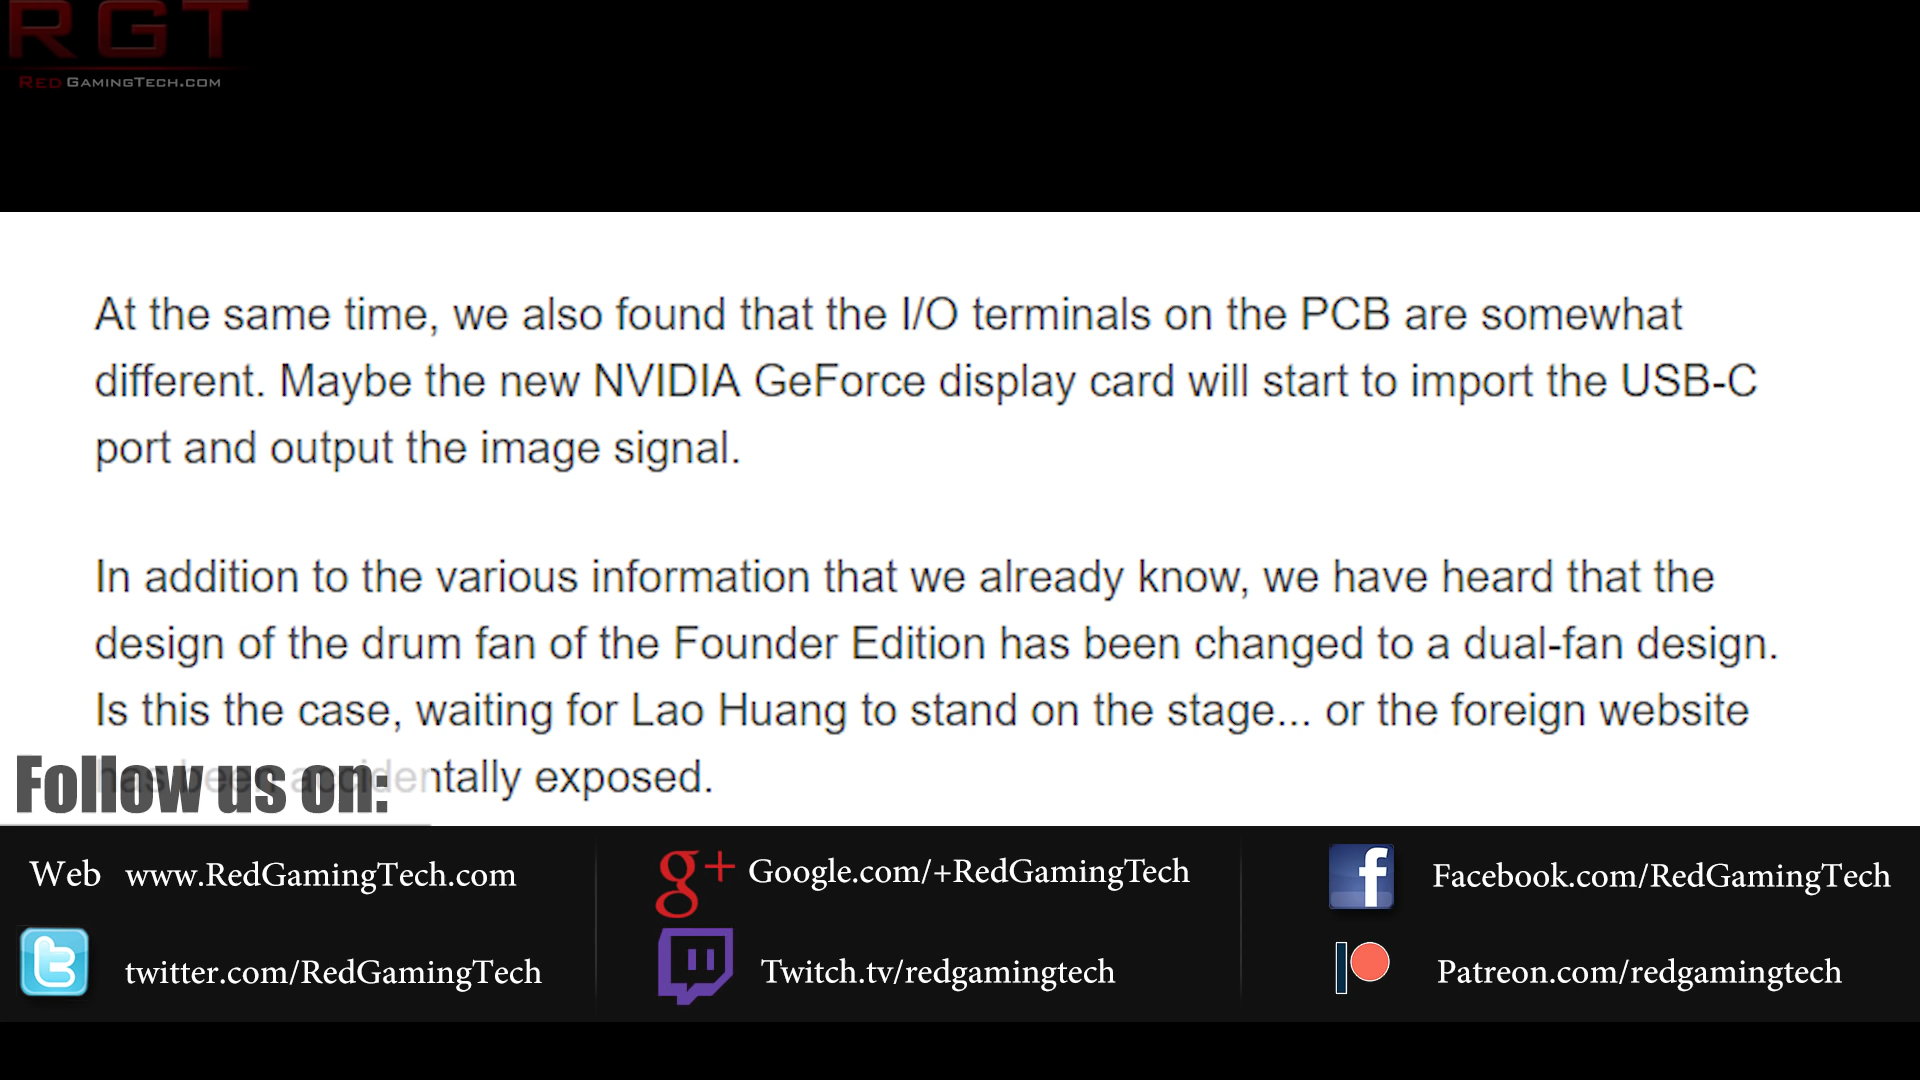 RGT
RED GAMINGTECH.COM
At the same time, we also found that the I/O terminals on the PCB are somewhat
different. Maybe the new NVIDIA GeForce display card will start to import the USB-C
port and output the image signal.
In addition to the various information that we already know, we have heard that the
design of the drum fan of the Founder Edition has been changed to a dual-fan design.
Is this the case, waiting for Lao Huang to stand on the stage... or the foreign website
has been accidentally exposed.
Follow us on:
Web www.RedGamingTech.com
g+ Google.com/+RedGamingTech
f Facebook.com/RedGamingTech
twitter.com/RedGamingTech
Twitch.tv/redgamingtech
Patreon.com/redgamingtech